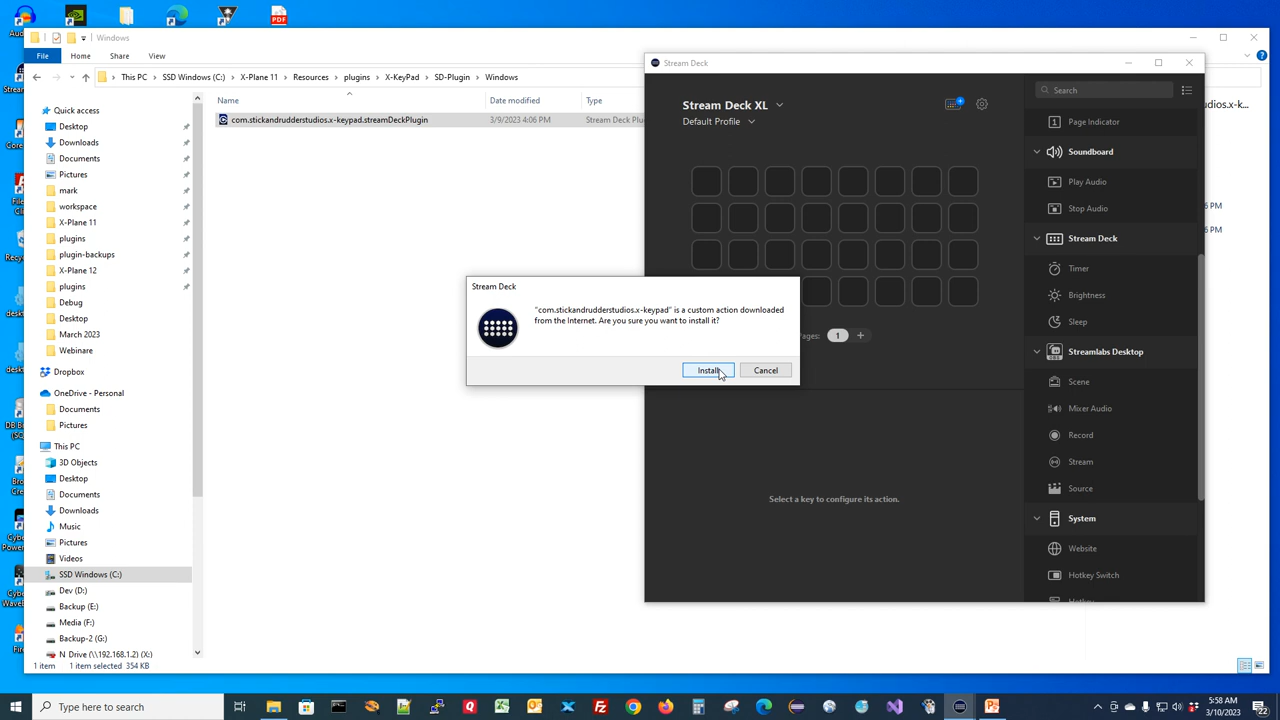 PDF
Windows
File
Home
Share
View
This PC
SSD Windows (C:)
X-Plane 11
Resources
plugins
X-KeyPad
SD-Plugin
Windows
Name
Date modified
Type
com.stickandrudderstudios.x-keypad.streamDeckPlugin
3/9/2023 4:06 PM
Stream Deck Plu
Quick access
Desktop
Downloads
Documents
Pictures
mark
workspace
X-Plane 11
plugins
plugin-backups
X-Plane 12
plugins
Debug
Desktop
March 2023
Webinare
Dropbox
OneDrive - Personal
Documents
Pictures
This PC
3D Objects
Desktop
Documents
Downloads
Music
Pictures
Videos
SSD Windows (C:)
Dev (D:)
Backup (E:)
Media (F:)
Backup-2 (G:)
N_Drive (\\192.168.1.2) (X:)
1 item
1 item selected 354 KB
Stream Deck
Stream Deck XL
Default Profile
Pages:
1
Select a key to configure its action.
Search
Page Indicator
Soundboard
Play Audio
Stop Audio
Stream Deck
Timer
Brightness
Sleep
Streamlabs Desktop
Scene
Mixer Audio
Record
Stream
Source
System
Website
Hotkey Switch
Hotkey
Stream Deck
"com.stickandrudderstudios.x-keypad" is a custom action downloaded
from the Internet. Are you sure you want to install it?
Install
Cancel
Type here to search
5:58 AM
3/10/2023